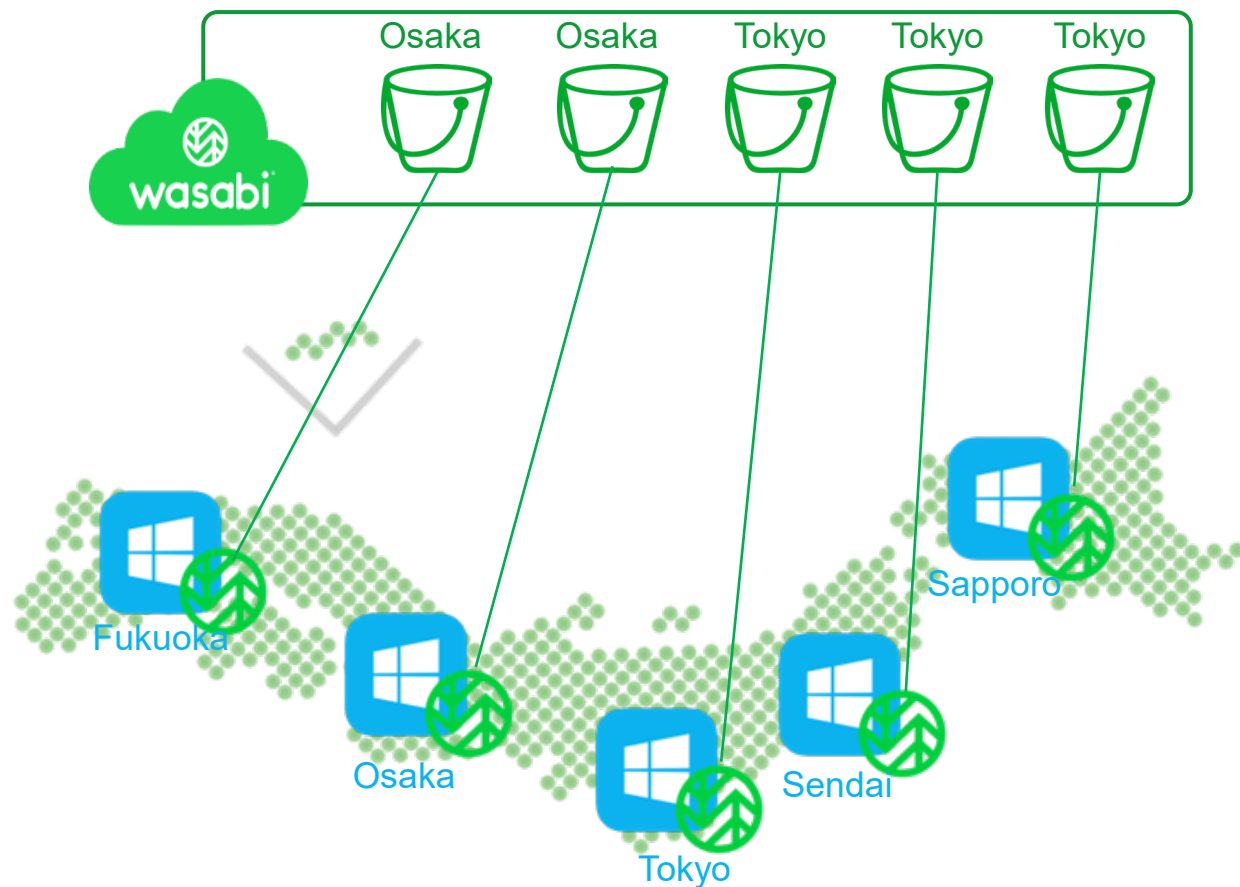 Osaka
Osaka
Tokyo
Tokyo
Tokyo
wasabi
Sapporo
Fukuoka
Osaka
Sendai
Tokyo